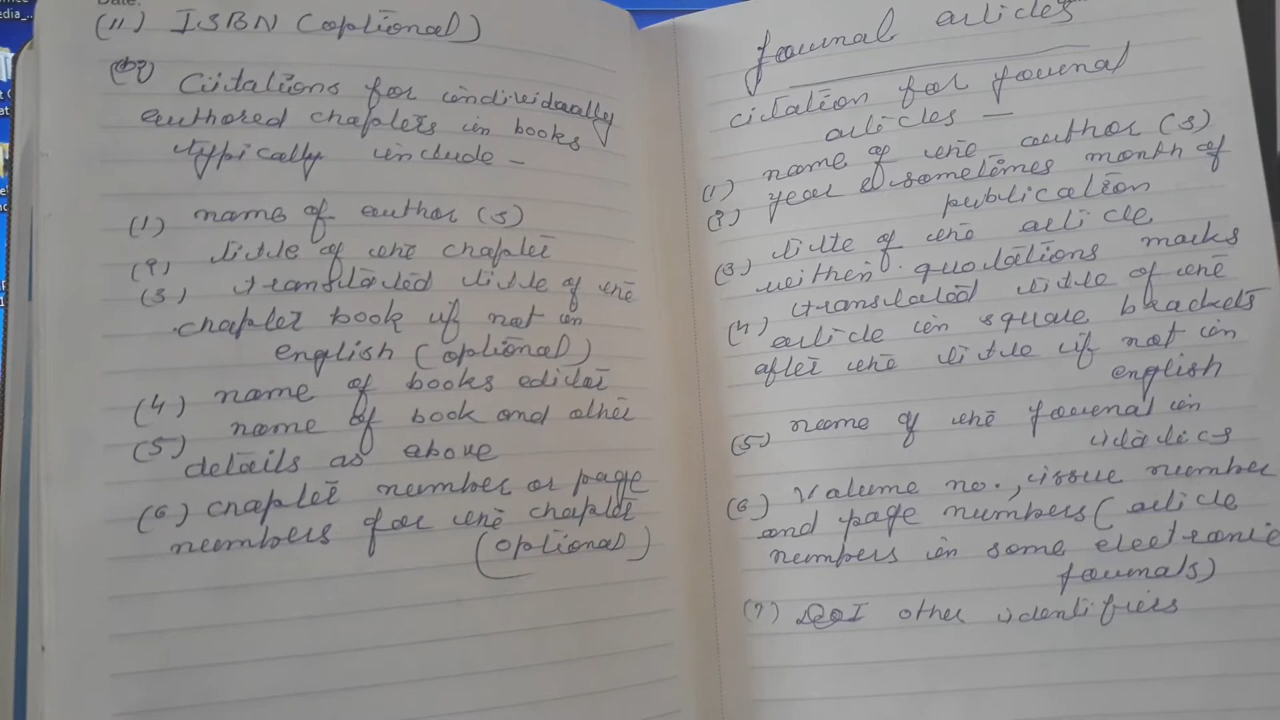 (11) ISBN (optional)
Citations for individually
authored chapters in books
typically include -
(1) name of author (s)
(2) title of the chapter
(3) translated title of the
chapter book if not in
english (optional)
(4) name of books editor
(5) name of book and other
details as above
(6) chapter number or page
numbers for the chapter
(optional)
Journal articles
citation for journal
articles -
(1) name of the author (s)
(2) year & sometimes month of
publication
(3) title of the article
within quotations marks
(4) translated title of the
article in square brackets
after the title if not in
english
(5) name of the journal in
italics
(6) Volume no., issue number
and page numbers (article
numbers in some electronic
journals)
(7) DOI other identifiers